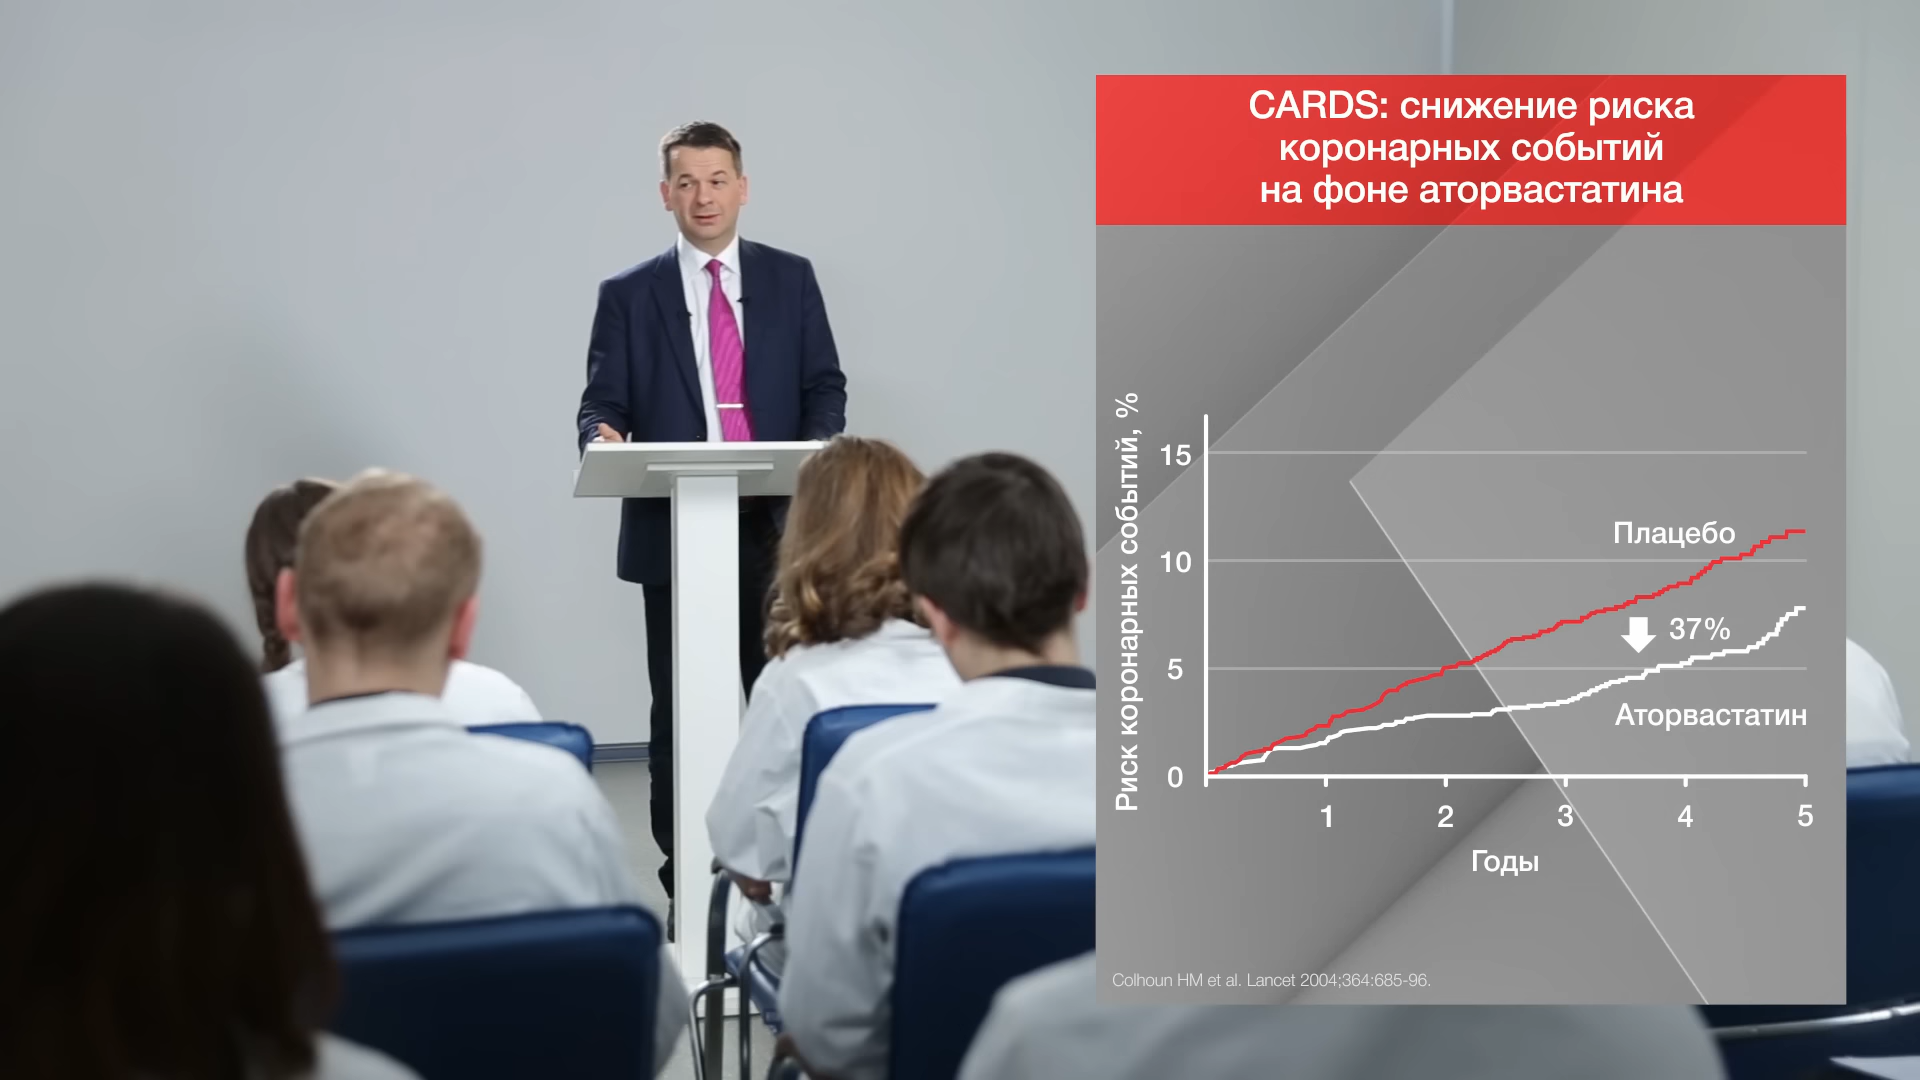 CARDS: снижение риска
коронарных событий
на фоне аторвастатина
Риск коронарных событий, %
15
10
5
0
Плацебо
37%
Аторвастатин
1 2 3 4 5
Годы
Colhoun HM et al. Lancet 2004;364:685-96.